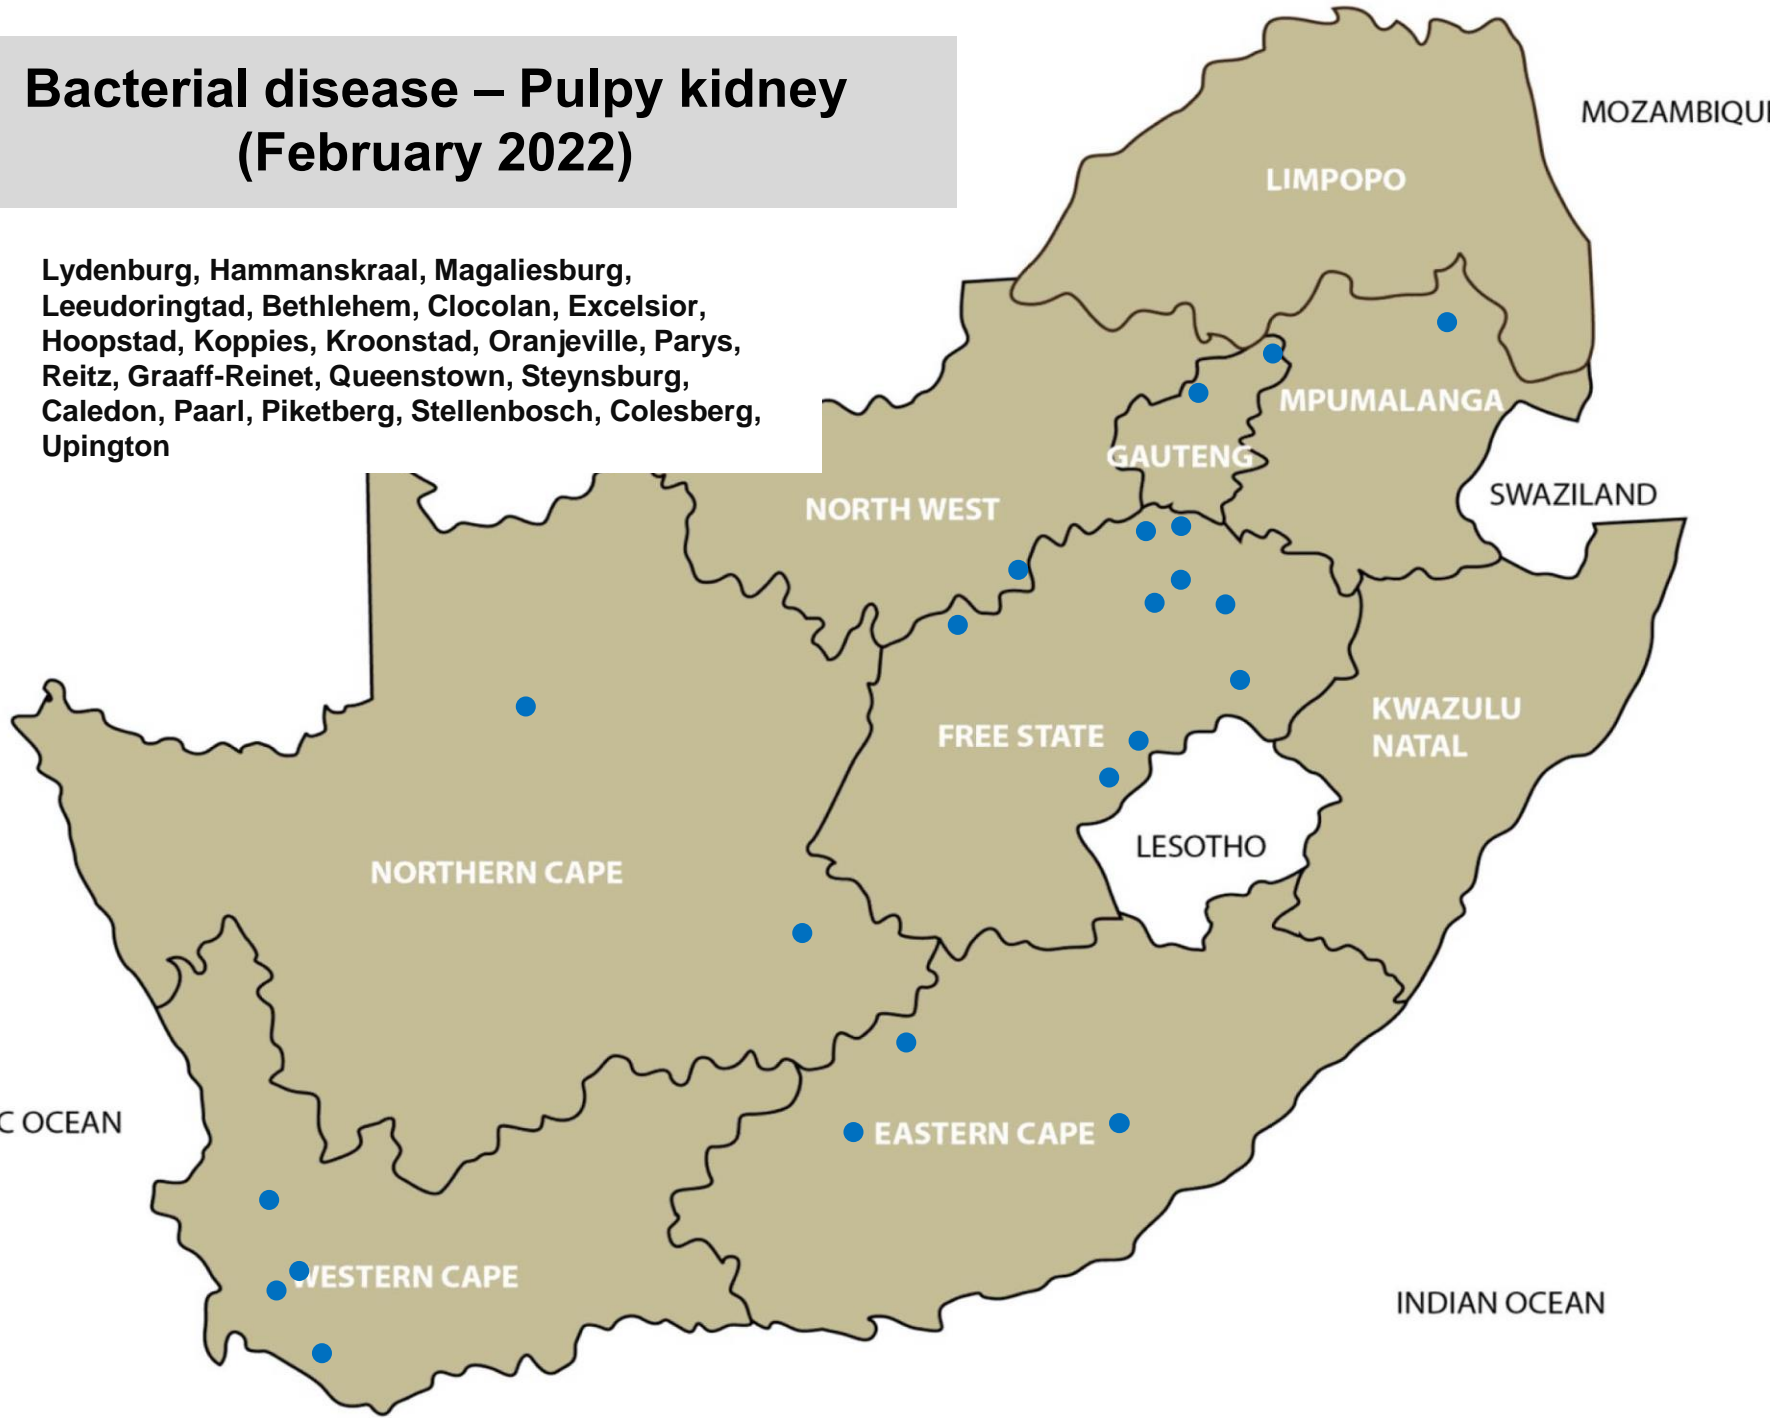 Bacterial disease – Pulpy kidney
(February 2022)
Lydenburg, Hammanskraal, Magaliesburg,
Leeudoringtad, Bethlehem, Clocolan, Excelsior,
Hoopstad, Koppies, Kroonstad, Oranjeville, Parys,
Reitz, Graaff-Reinet, Queenstown, Steynsburg,
Caledon, Paarl, Piketberg, Stellenbosch, Colesberg,
Upington
MOZAMBIQUE
LIMPOPO
MPUMALANGA
GAUTENG
SWAZILAND
NORTH WEST
KWAZULU
NATAL
FREE STATE
LESOTHO
NORTHERN CAPE
C OCEAN
EASTERN CAPE
WESTERN CAPE
INDIAN OCEAN